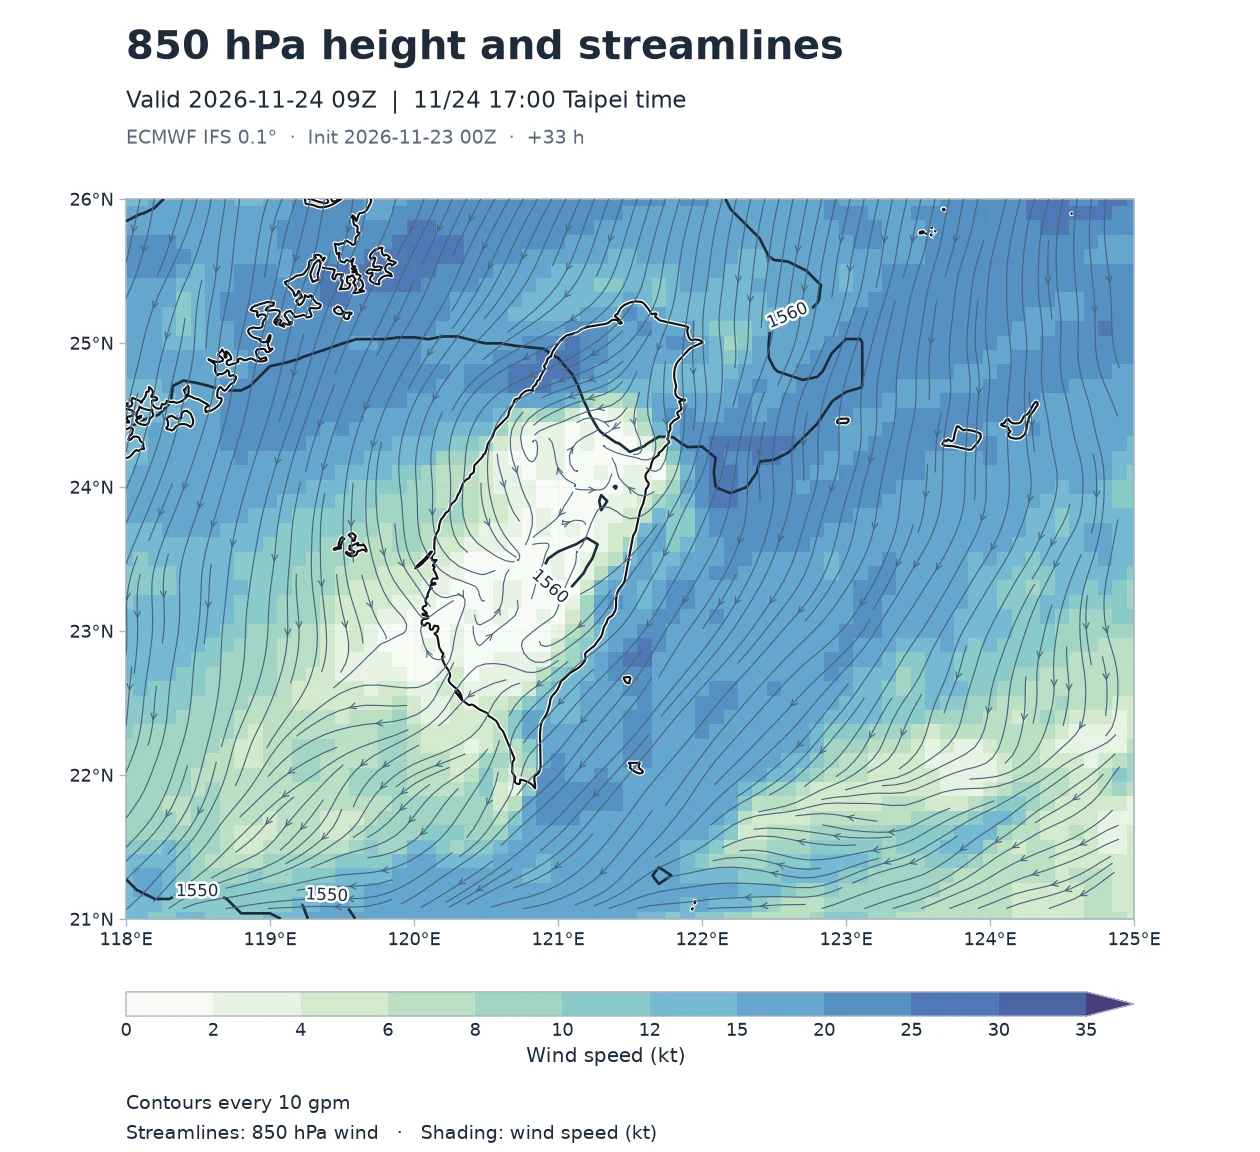 850 hPa height and streamlines
Valid 2026-11-24 09Z | 11/24 17:00 Taipei time
ECMWF IFS 0.1° · Init 2026-11-23 00Z · +33 h
26°N
25°N
24°N
23°N
22°N
21°N
1560
1560
1550
1550
118°E 119°E 120°E 121°E 122°E 123°E 124°E 125°E
0 2 4 6 8 10 12 15 20 25 30 35
Wind speed (kt)
Contours every 10 gpm
Streamlines: 850 hPa wind · Shading: wind speed (kt)